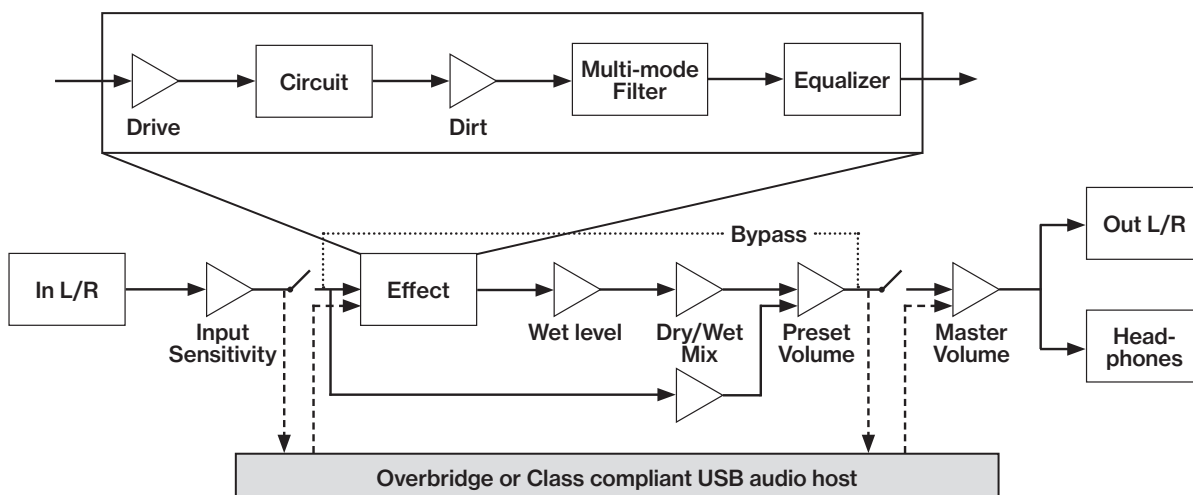 Circuit
Multi-mode
Filter
Equalizer
Drive
Dirt
Bypass
In L/R
Effect
Out L/R
Input
Sensitivity
Wet level
Dry/Wet
Mix
Preset
Volume
Master
Volume
Head-
phones
Overbridge or Class compliant USB audio host